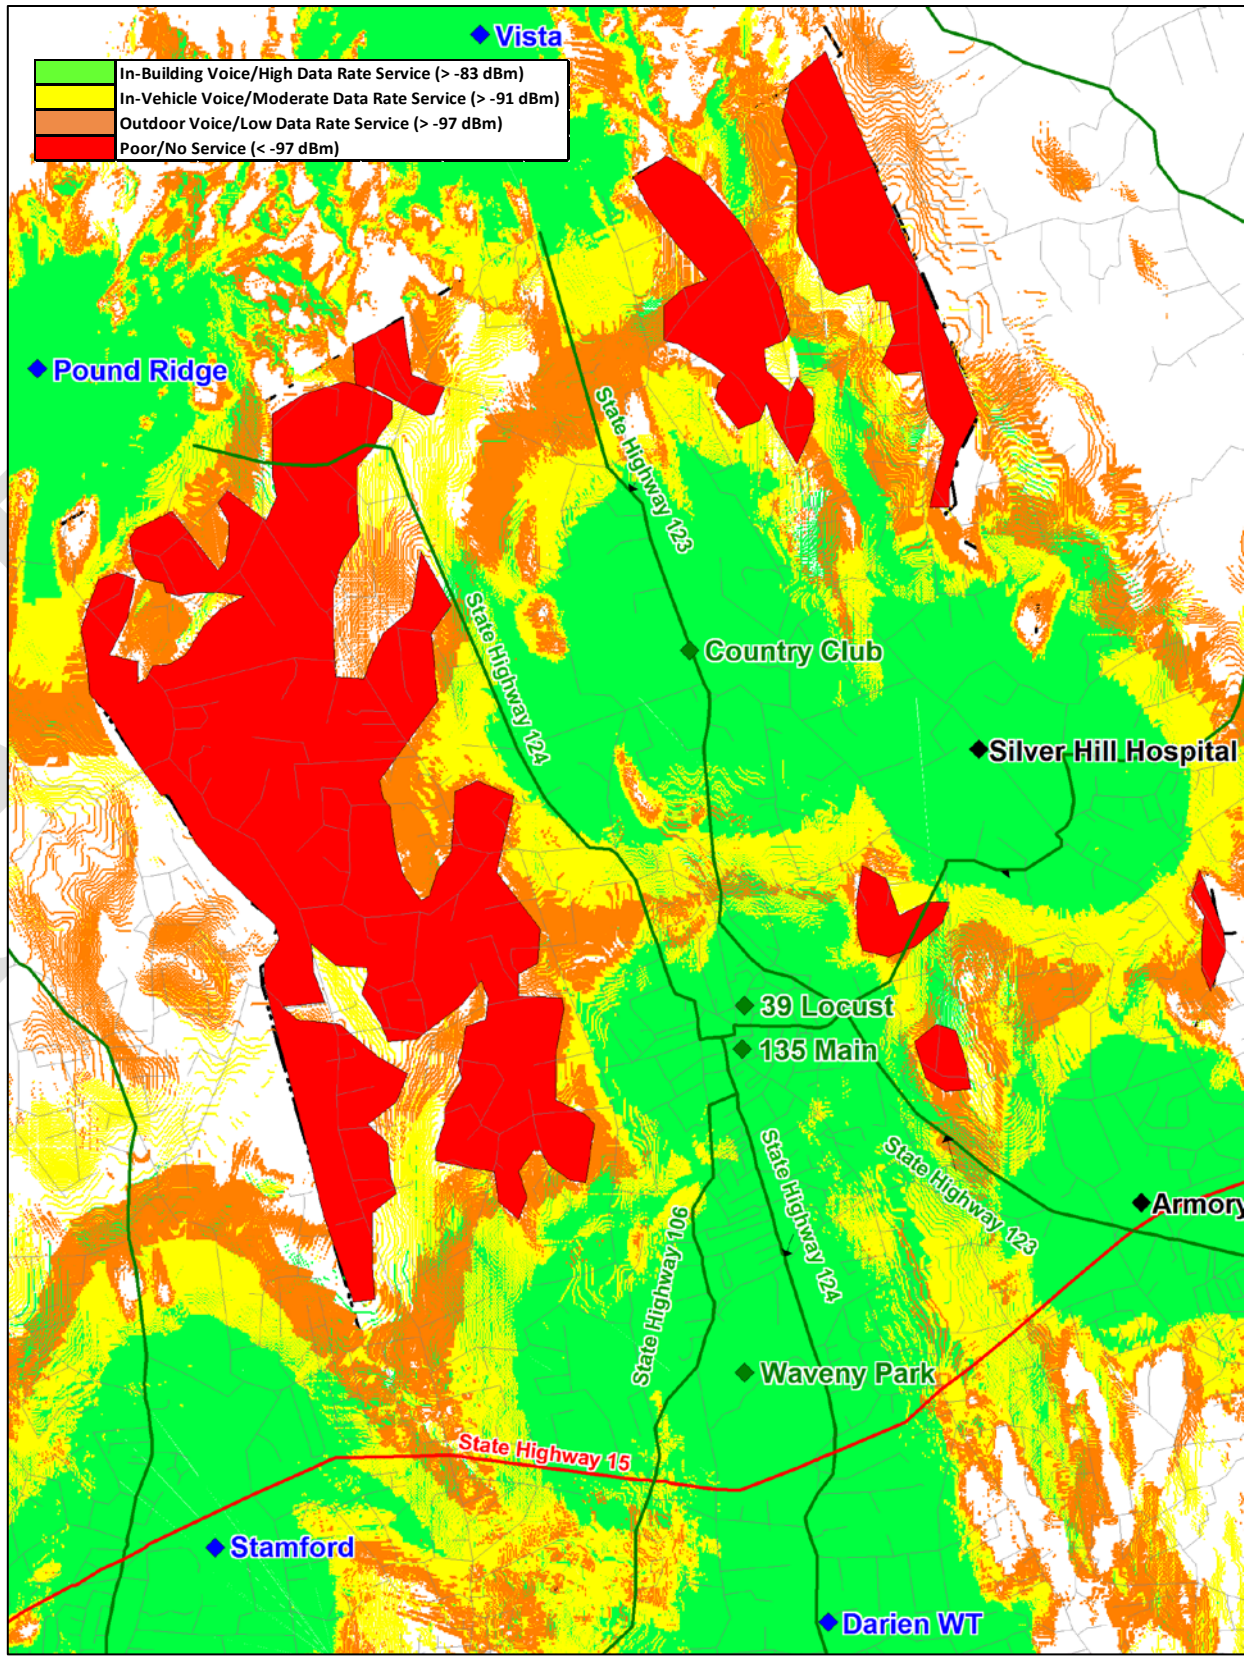 Vista
In-Building Voice/High Data Rate Service (> -83 dBm)
In-Vehicle Voice/Moderate Data Rate Service (> -91 dBm)
Outdoor Voice/Low Data Rate Service (> -97 dBm)
Poor/No Service (< -97 dBm)
Pound Ridge
State Highway 123
State Highway 124
Country Club
Silver Hill Hospital
39 Locust
135 Main
State Highway 124
State Highway 123
Armory
State Highway 106
Waveny Park
State Highway 15
Stamford
Darien WT